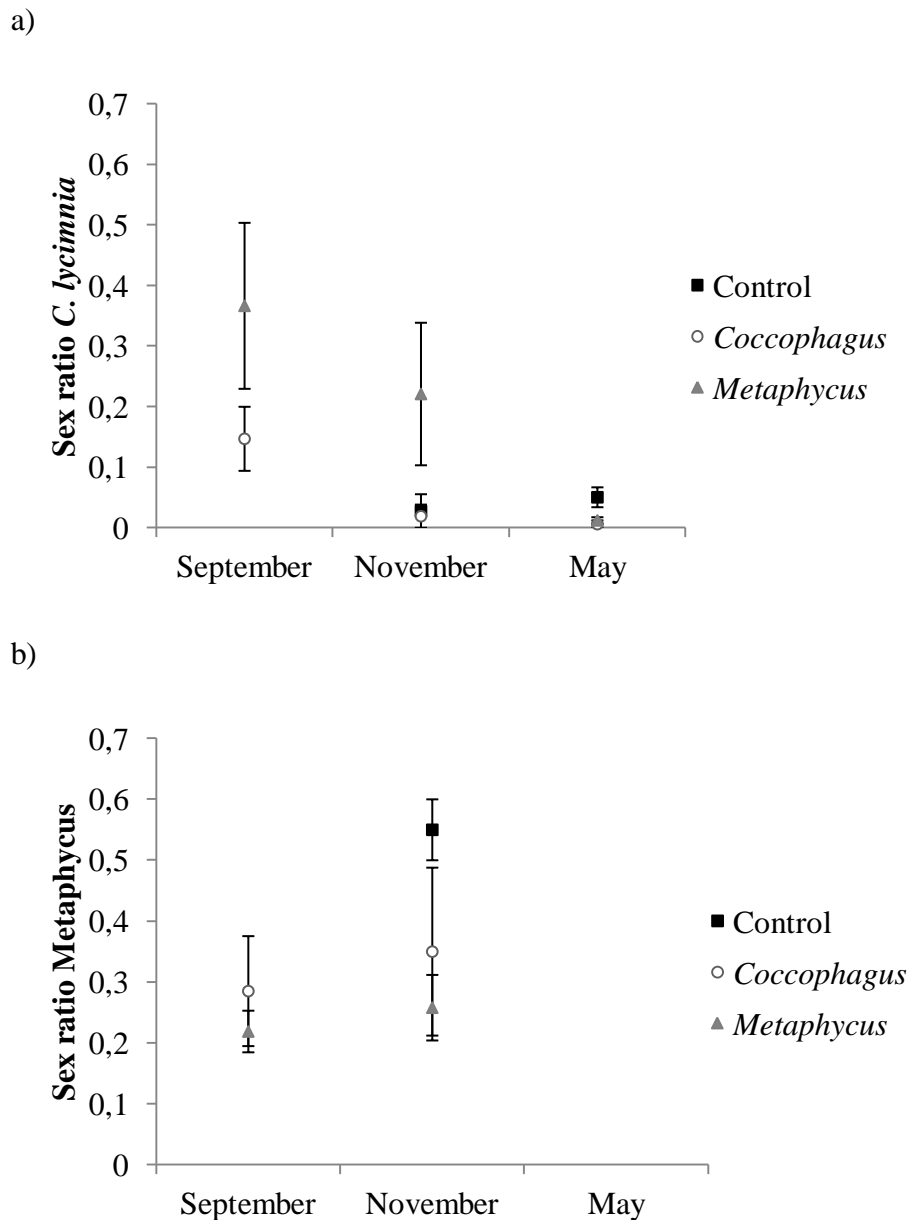 a)
0,7
0,6
0,5
0,4
0,3
0,2
0,1
0
Sex ratio C. lycimnia
September November May
Control
Coccophagus
Metaphycus
b)
0,7
0,6
0,5
0,4
0,3
0,2
0,1
0
Sex ratio Metaphycus
September November May
Control
Coccophagus
Metaphycus